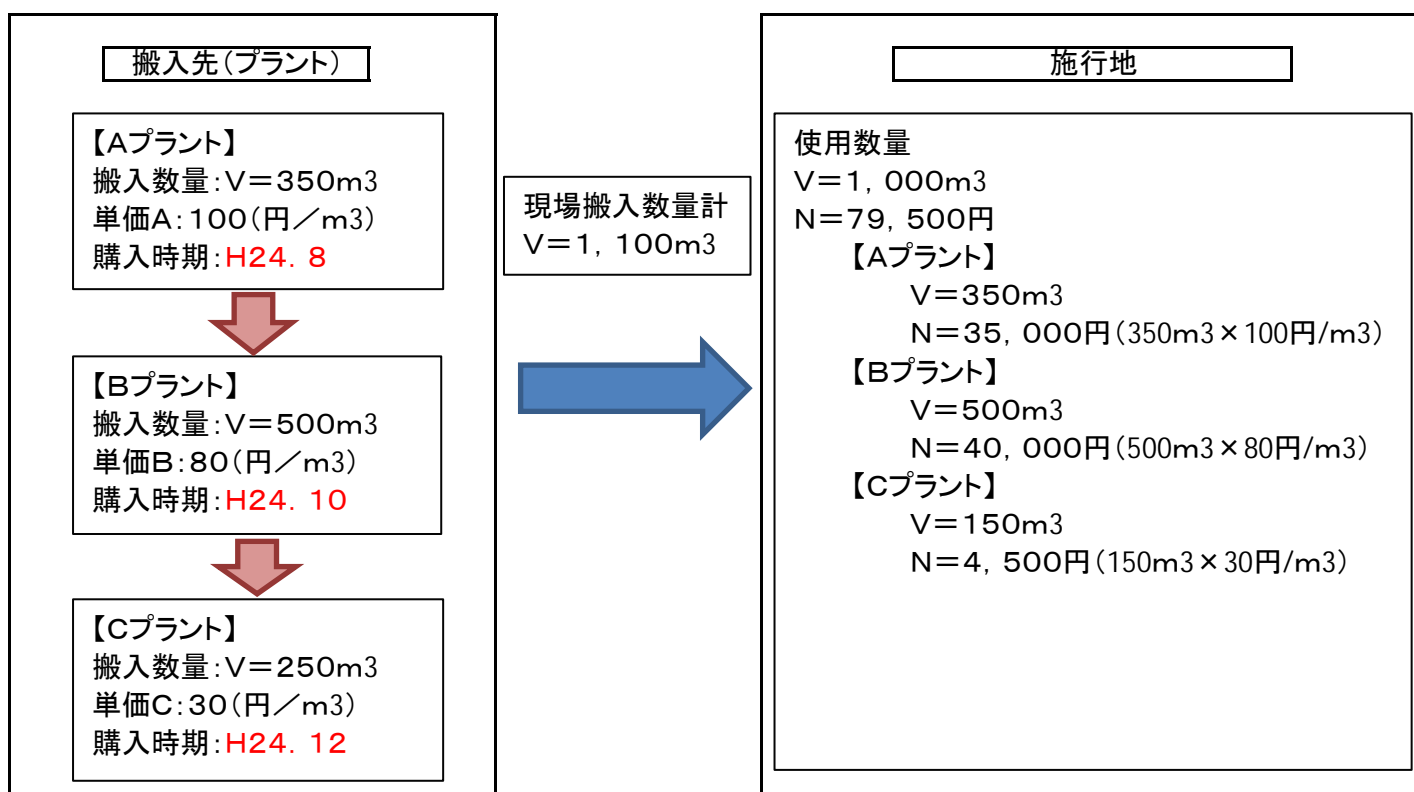 搬入先(プラント)
【Aプラント】
搬入数量:V=350m3
単価A:100(円/m3)
購入時期:H24.8
【Bプラント】
搬入数量:V=500m3
単価B:80(円/m3)
購入時期:H24.10
【Cプラント】
搬入数量:V=250m3
単価C:30(円/m3)
購入時期:H24.12
現場搬入数量計
V=1,100m3
施行地
使用数量
V=1,000m3
N=79,500円
【Aプラント】
V=350m3
N=35,000円(350m3×100円/m3)
【Bプラント】
V=500m3
N=40,000円(500m3×80円/m3)
【Cプラント】
V=150m3
N=4,500円(150m3×30円/m3)